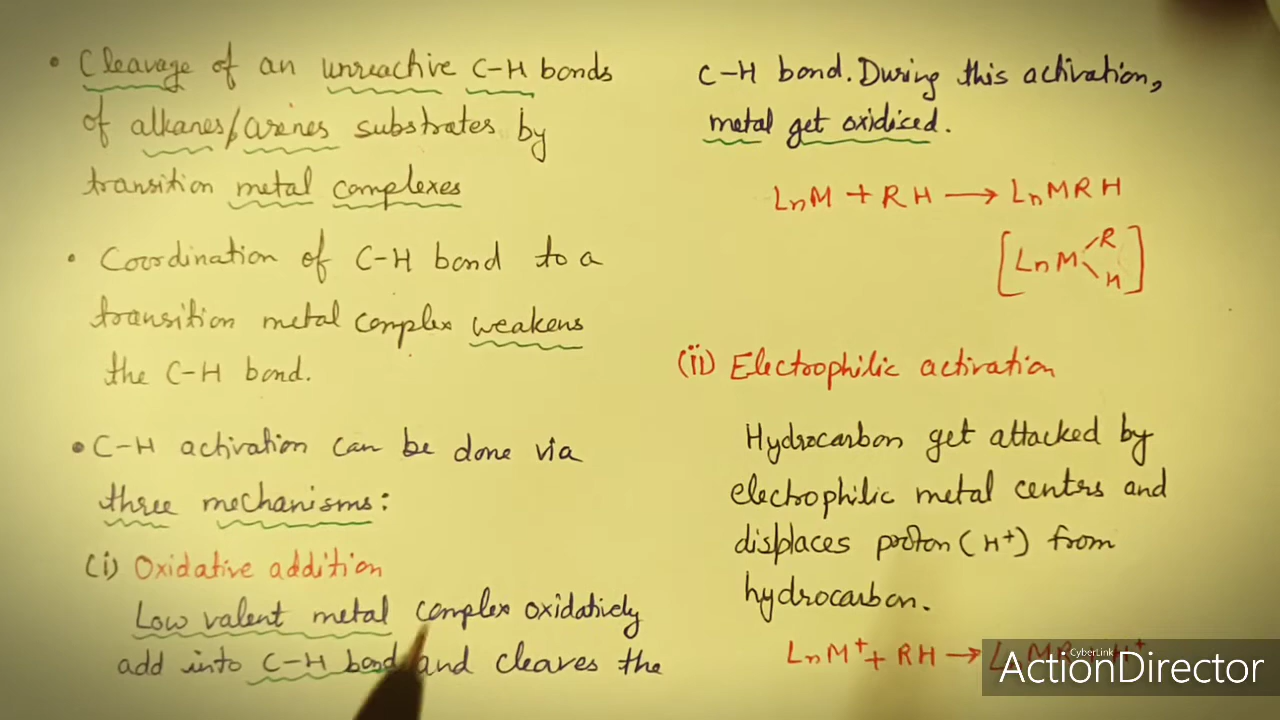 • Cleavage of an unreactive C-H bonds
of alkanes/arenes substrates by
transition metal complexes
• Coordination of C-H bond to a
transition metal complex weakens
the C-H bond.
• C-H activation can be done via
three mechanisms:
(i) Oxidative addition
Low valent metal complex oxidatively
add into C-H bond and cleaves the
C-H bond. During this activation,
metal get oxidised.
LnM + RH ⟶ LnMRH
[LnM R H]
(ii) Electrophilic activation
Hydrocarbon get attacked by
electrophilic metal centrs and
displaces proton (H⁺) from
hydrocarbon.
LnM⁺ + RH ⟶
CyberLink
ActionDirector